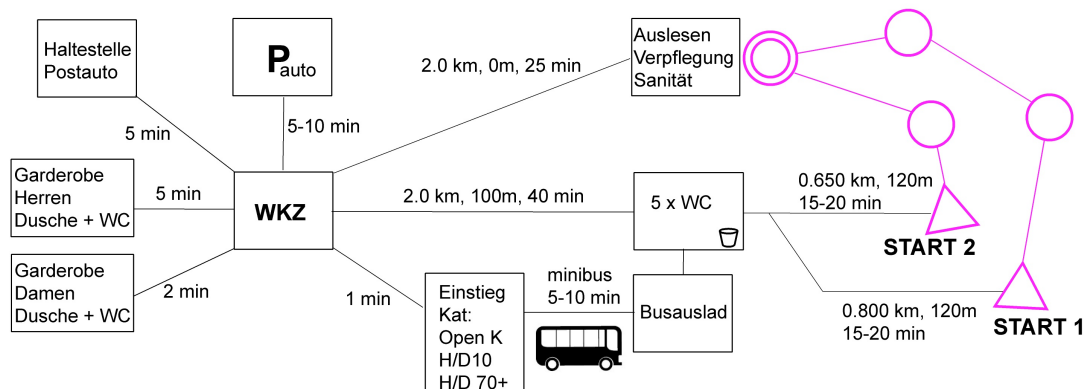 Haltestelle
Postauto
P auto
Auslesen
Verpflegung
Sanität
2.0 km, 0m, 25 min
5 min
5-10 min
Garderobe
Herren
Dusche + WC
5 min
WKZ
2.0 km, 100m, 40 min
5 x WC
0.650 km, 120m
15-20 min
START 2
Garderobe
Damen
Dusche + WC
2 min
1 min
Einstieg
Kat:
Open K
H/D10
H/D 70+
minibus
5-10 min
Busauslad
0.800 km, 120m
15-20 min
START 1